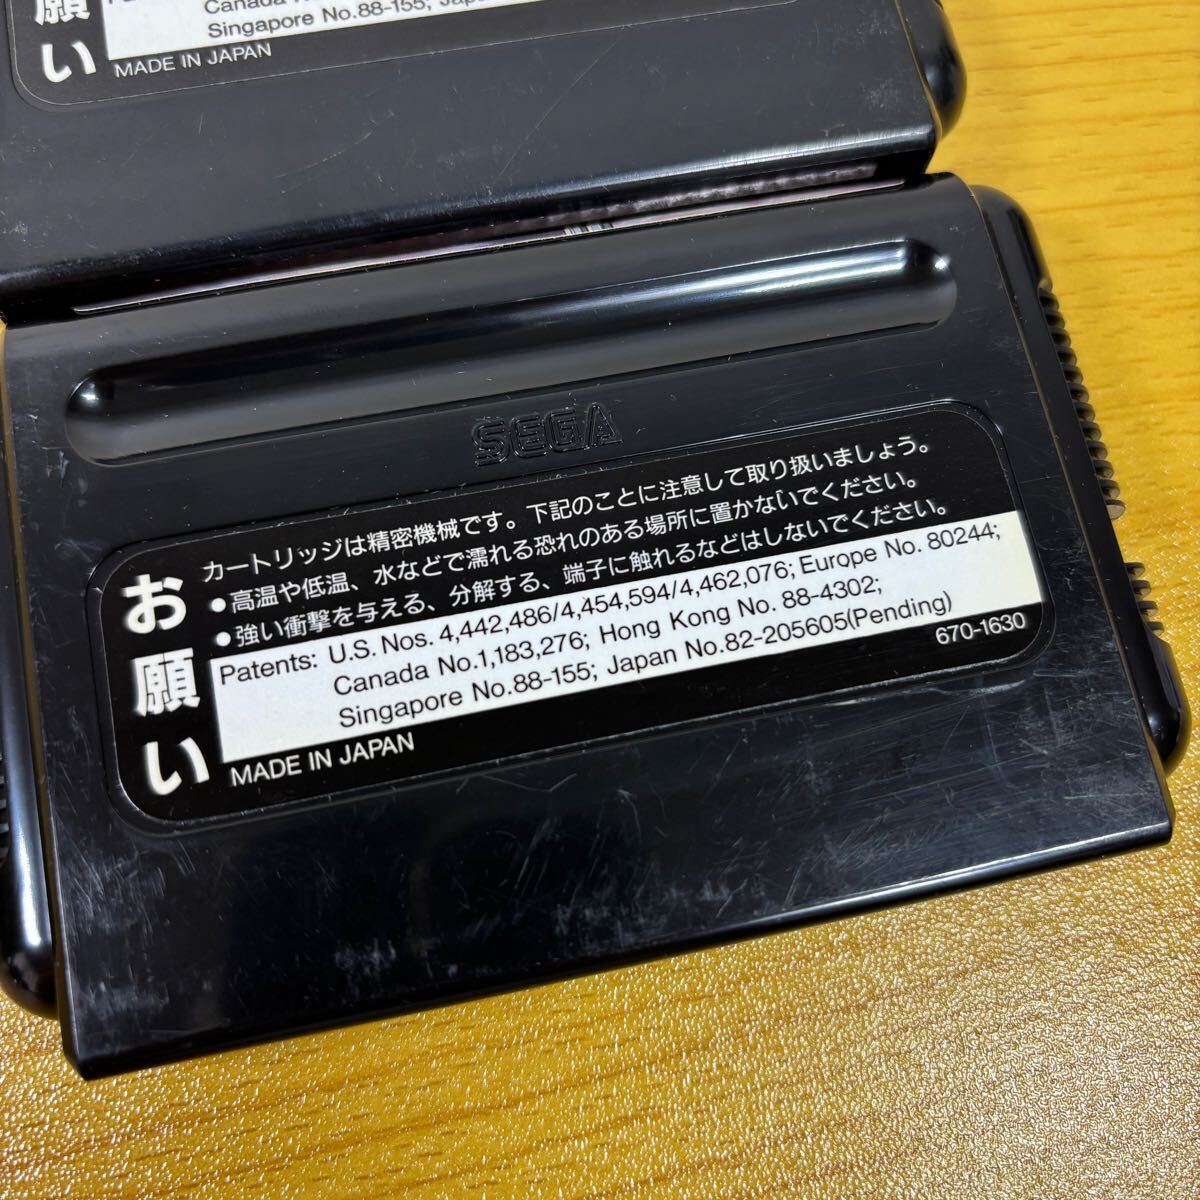 願い
Canada
Singapore No.88-155;
MADE IN JAPAN
SEGA
お願い
カートリッジは精密機械です。下記のことに注意して取り扱いましょう。
●高温や低温、水などで濡れる恐れのある場所に置かないでください。
●強い衝撃を与える、分解する、端子に触れるなどはしないでください。
Patents: U.S. Nos. 4,442,486/4,454,594/4,462,076; Europe No. 80244;
Canada No.1,183,276; Hong Kong No. 88-4302;
Singapore No.88-155; Japan No.82-205605(Pending)
670-1630
MADE IN JAPAN